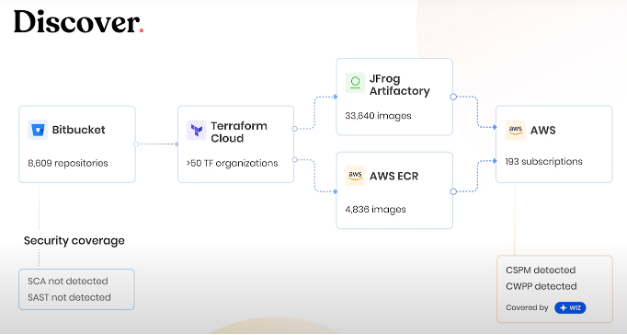 Discover.
Bitbucket
8,609 repositories
Terraform
Cloud
>50 TF organizations
JFrog
Artifactory
33,640 images
aws
AWS ECR
4,836 images
aws
AWS
193 subscriptions
Security coverage
SCA not detected
SAST not detected
CSPM detected
CWPP detected
Covered by WIZ